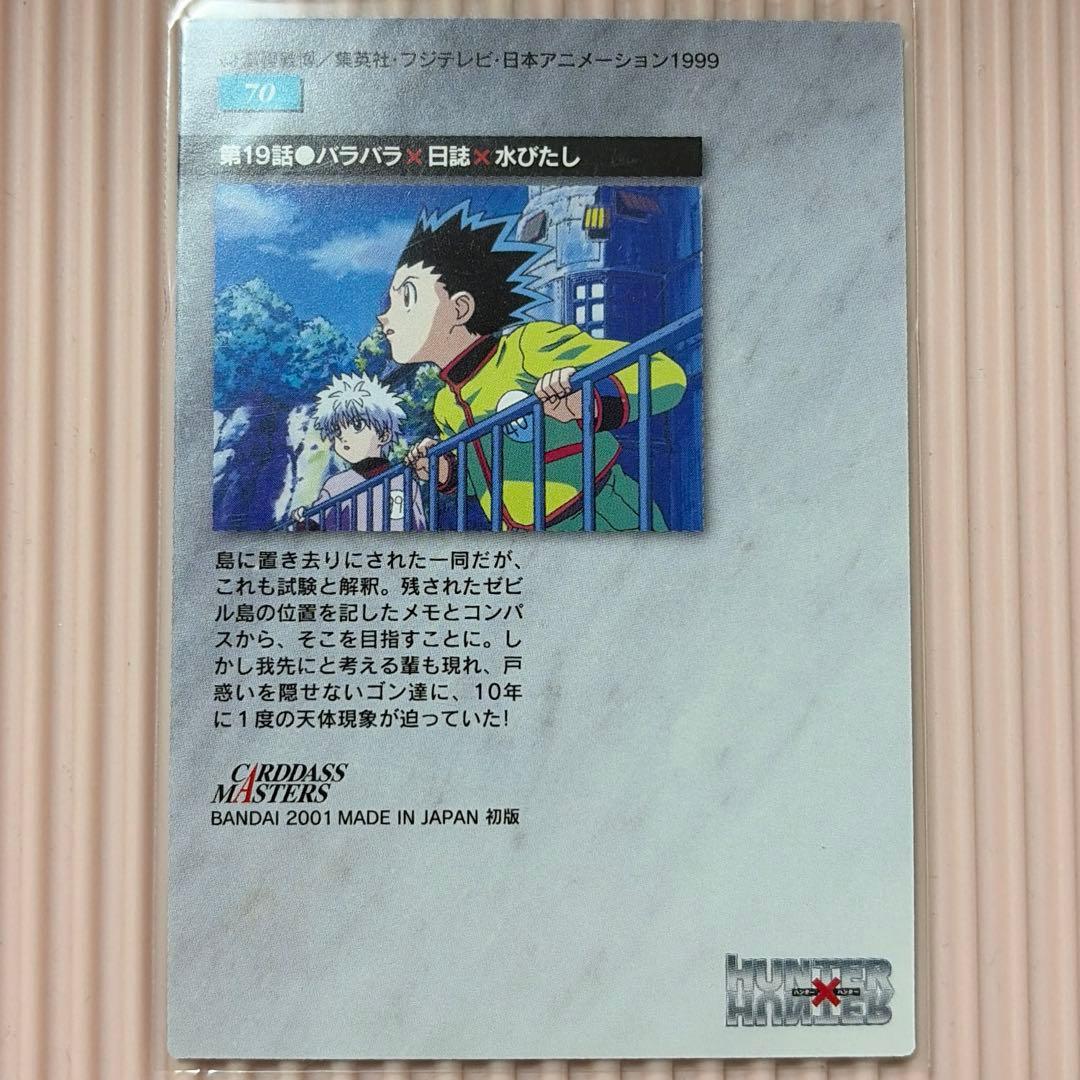 義博／集英社・フジテレビ・日本アニメーション1999
70
第19話●バラバラ×日誌×水びたし
40
99
島に置き去りにされた一同だが、
これも試験と解釈。残されたゼビ
ル島の位置を記したメモとコンパ
スから、そこを目指すことに。し
かし我先にと考える輩も現れ、戸
惑いを隠せないゴン達に、10年
に1度の天体現象が迫っていた!
CARDDASS
MASTERS
BANDAI 2001 MADE IN JAPAN 初版
HUNTER
ハンター×ハンター
HUNTER